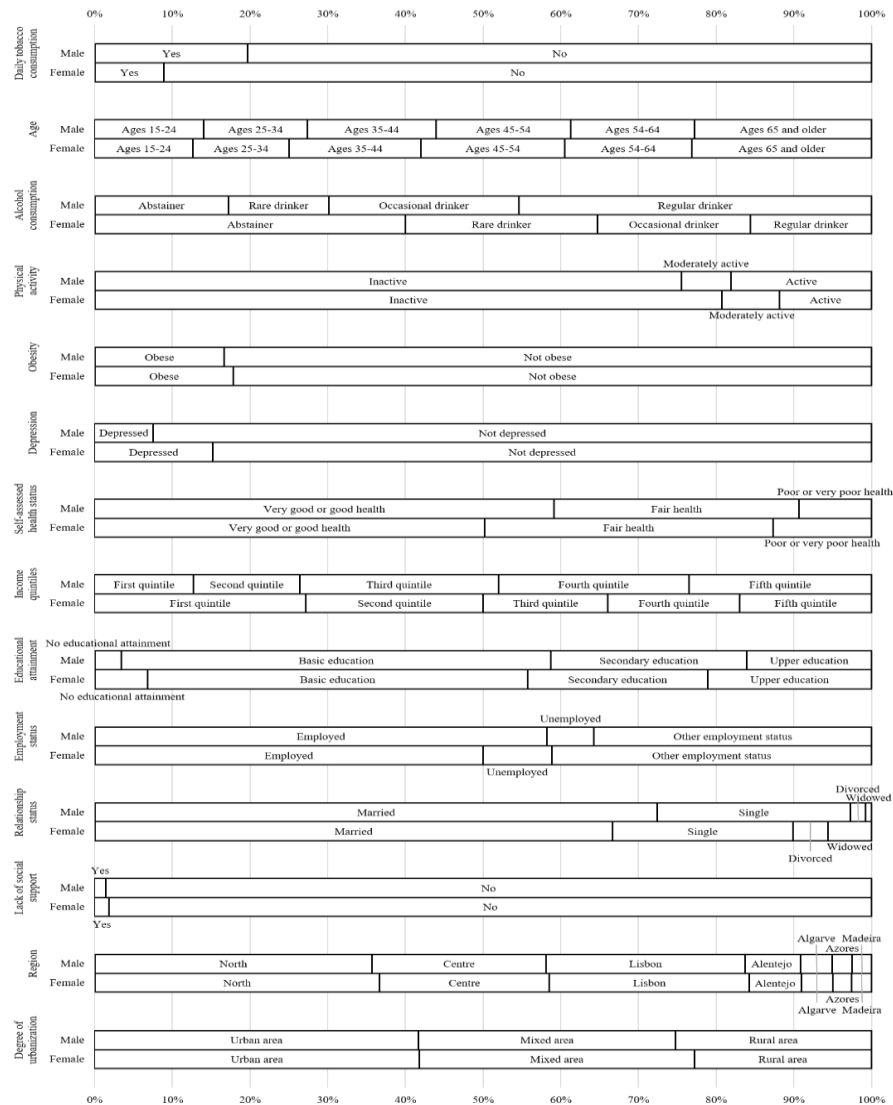 0% 10% 20% 30% 40% 50% 60% 70% 80% 90% 100%
Daily tobacco
consumption
Male Yes No
Female Yes No
Age
Male Ages 15-24 Ages 25-34 Ages 35-44 Ages 45-54 Ages 54-64 Ages 65 and older
Female Ages 15-24 Ages 25-34 Ages 35-44 Ages 45-54 Ages 54-64 Ages 65 and older
Alcohol
consumption
Male Abstainer Rare drinker Occasional drinker Regular drinker
Female Abstainer Rare drinker Occasional drinker Regular drinker
Physical
activity
Moderately active
Male Inactive Active
Female Inactive Active
Moderately active
Obesity
Male Obese Not obese
Female Obese Not obese
Depression
Male Depressed Not depressed
Female Depressed Not depressed
Self-assessed
health status
Poor or very poor health
Male Very good or good health Fair health
Female Very good or good health Fair health
Poor or very poor health
Income
quintiles
Male First quintile Second quintile Third quintile Fourth quintile Fifth quintile
Female First quintile Second quintile Third quintile Fourth quintile Fifth quintile
Educational
attainment
No educational attainment
Male Basic education Secondary education Upper education
Female Basic education Secondary education Upper education
No educational attainment
Employment
status
Unemployed
Male Employed Other employment status
Female Employed Other employment status
Unemployed
Relationship
status
Divorced
Widowed
Male Married Single
Female Married Single
Widowed
Divorced
Lack of social
support
Yes
Male No
Female No
Yes
Region
Algarve Madeira
Azores
Male North Centre Lisbon Alentejo
Female North Centre Lisbon Alentejo
Azores
Algarve Madeira
Degree of
urbanization
Male Urban area Mixed area Rural area
Female Urban area Mixed area Rural area
0% 10% 20% 30% 40% 50% 60% 70% 80% 90% 100%